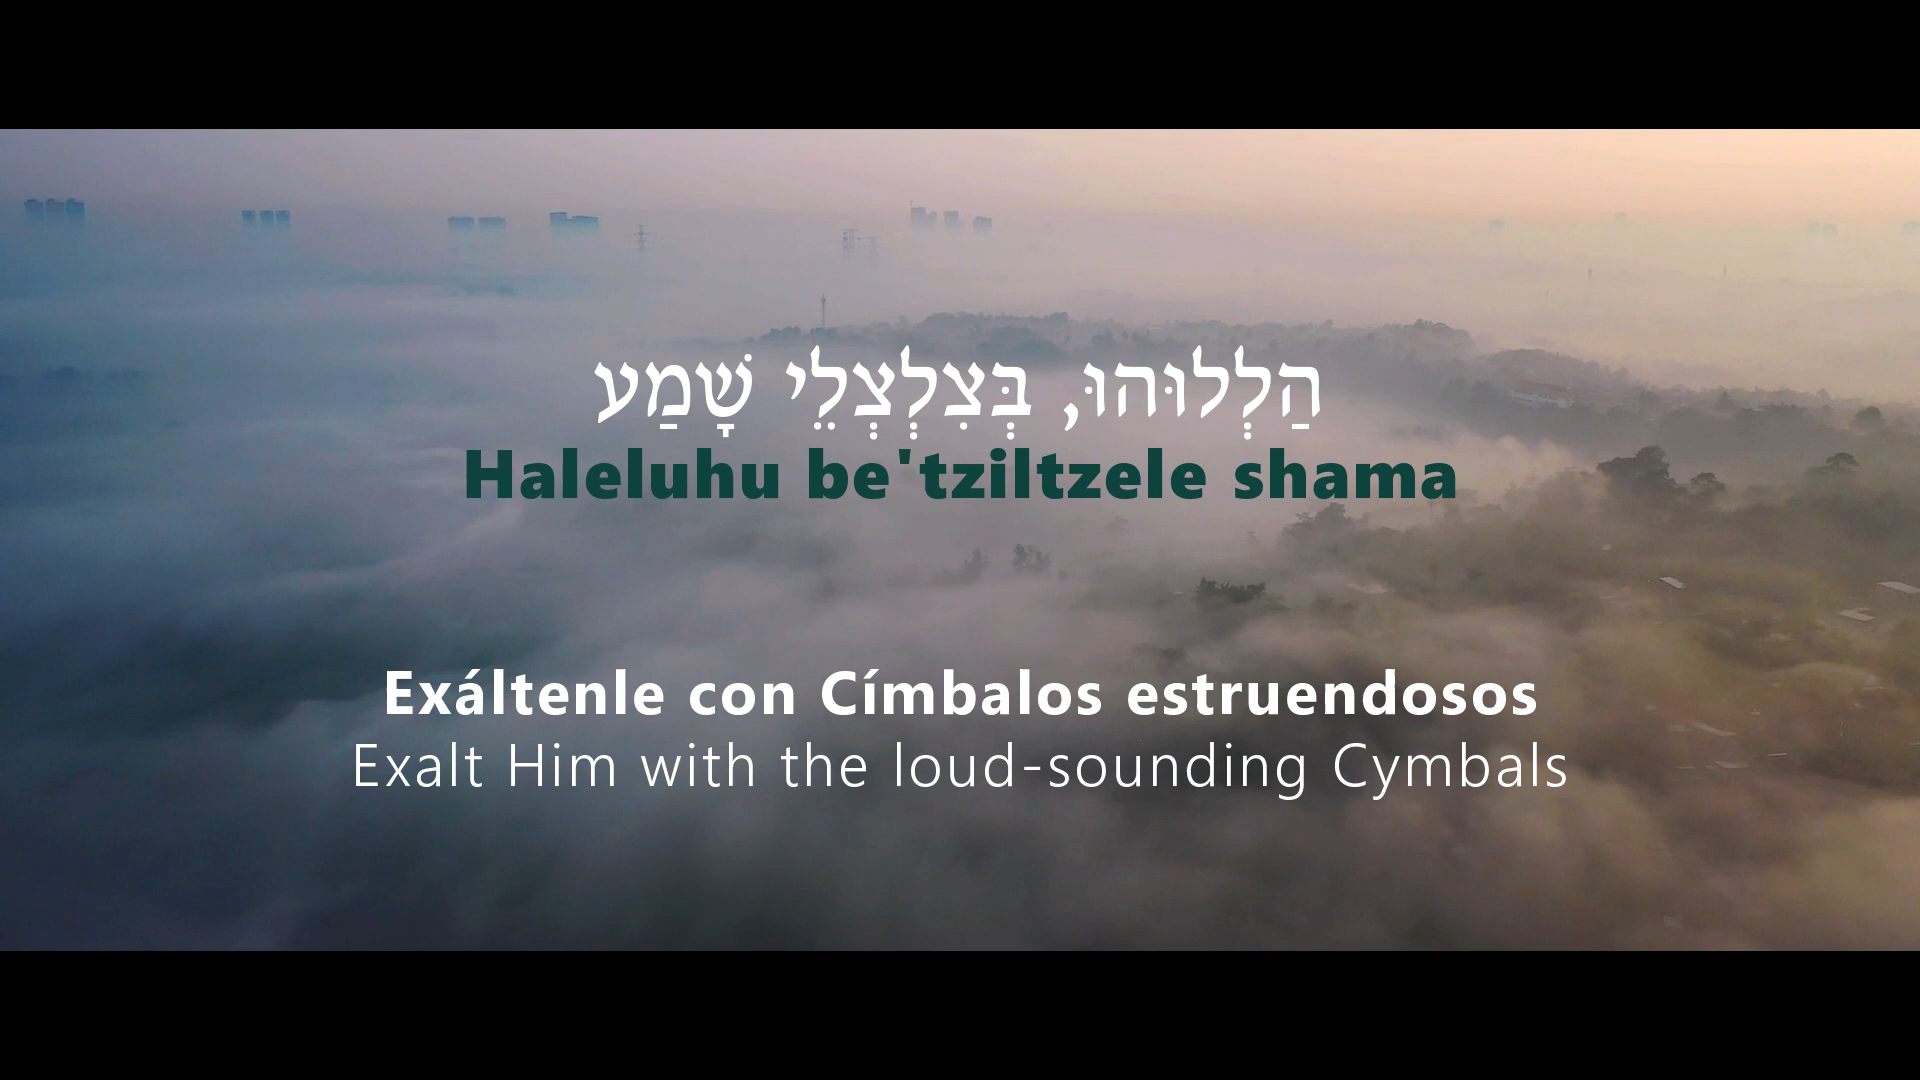 הַלְלוּהוּ, בְּצִלְצְלֵי שָׁמַע
Haleluhu be'tziltzele shama
Exáltenle con Címbalos estruendosos
Exalt Him with the loud-sounding Cymbals